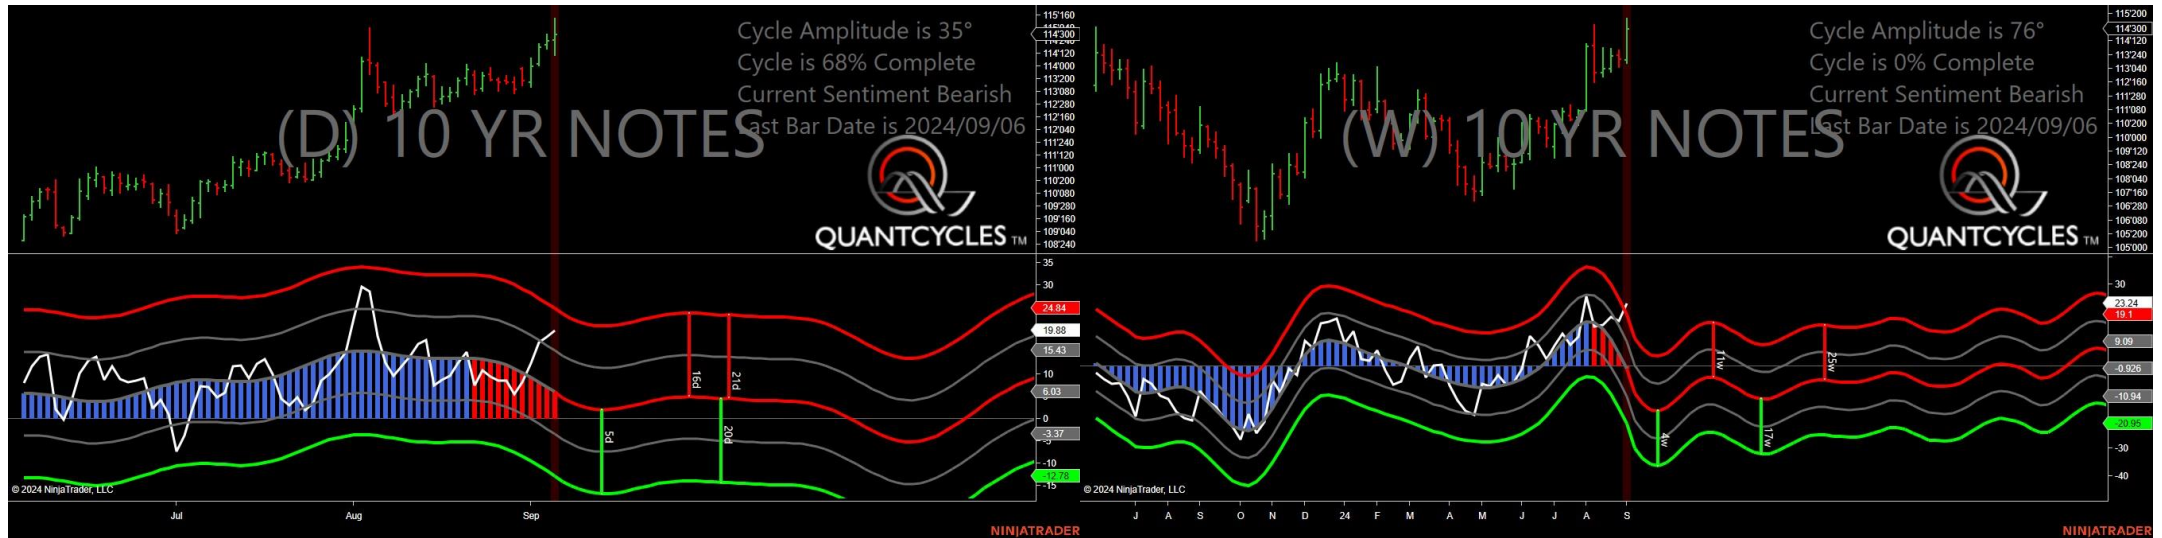 Cycle Amplitude is 35°
Cycle is 68% Complete
Current Sentiment Bearish
Last Bar Date is 2024/09/06
(D) 10 YR NOTES
QUANTCYCLES TM
115'160
114'300
114'120
114'000
113'200
113'080
112'280
112'160
112'040
111'240
111'120
111'000
110'200
110'080
109'280
109'160
109'040
108'240
35
30
24.84
19.88
15.43
10
6.03
0
-3.37
-10
-12.78
-15
16d
21d
5d
20d
© 2024 NinjaTrader, LLC
Jul
Aug
Sep
NINJATRADER
Cycle Amplitude is 76°
Cycle is 0% Complete
Current Sentiment Bearish
Last Bar Date is 2024/09/06
(W) 10 YR NOTES
QUANTCYCLES TM
115'200
114'300
114'120
113'240
113'040
111'280
111'080
110'200
110'000
109'120
108'240
108'040
107'160
106'280
106'080
105'200
105'000
30
23.24
19.1
9.09
-0.926
-10.94
-20.95
-30
-40
11w
25w
4w
17w
© 2024 NinjaTrader, LLC
J
A
S
O
N
D
24
F
M
A
M
J
J
A
S
NINJATRADER